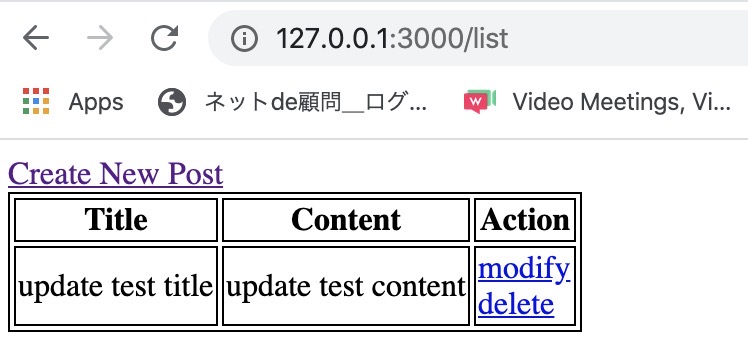 127.0.0.1:3000/list
Apps ネットde顧問__ログ... Video Meetings, Vi...
Create New Post
Title Content Action
update test title update test content modify
delete